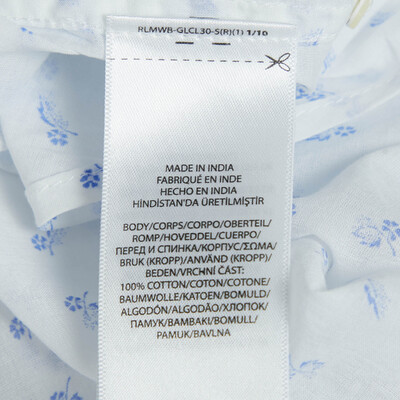 RLMWB-GLCL30-S(R)(1) 1/10
MADE IN INDIA
FABRIQUÉ EN INDE
HECHO EN INDIA
HİNDİSTAN'DA ÜRETİLMİŞTİR
BODY/CORPS/CORPO/OBERTEIL/
ROMP/HOVEDDEL/CUERPO/
ПЕРЕД И СПИНКА/KORPUS/ΣΩΜΑ/
BRUK (KROPP)/ANVÄND (KROPP)/
BEDEN/VRCHNÍ ČÁST:
100% COTTON/COTON/COTONE/
BAUMWOLLE/KATOEN/BOMULD/
ALGODÓN/ALGODÃO/ХЛОПОК/
ПАМУК/ΒΑΜΒΑΚΙ/BOMULL/
PAMUK/BAVLNA